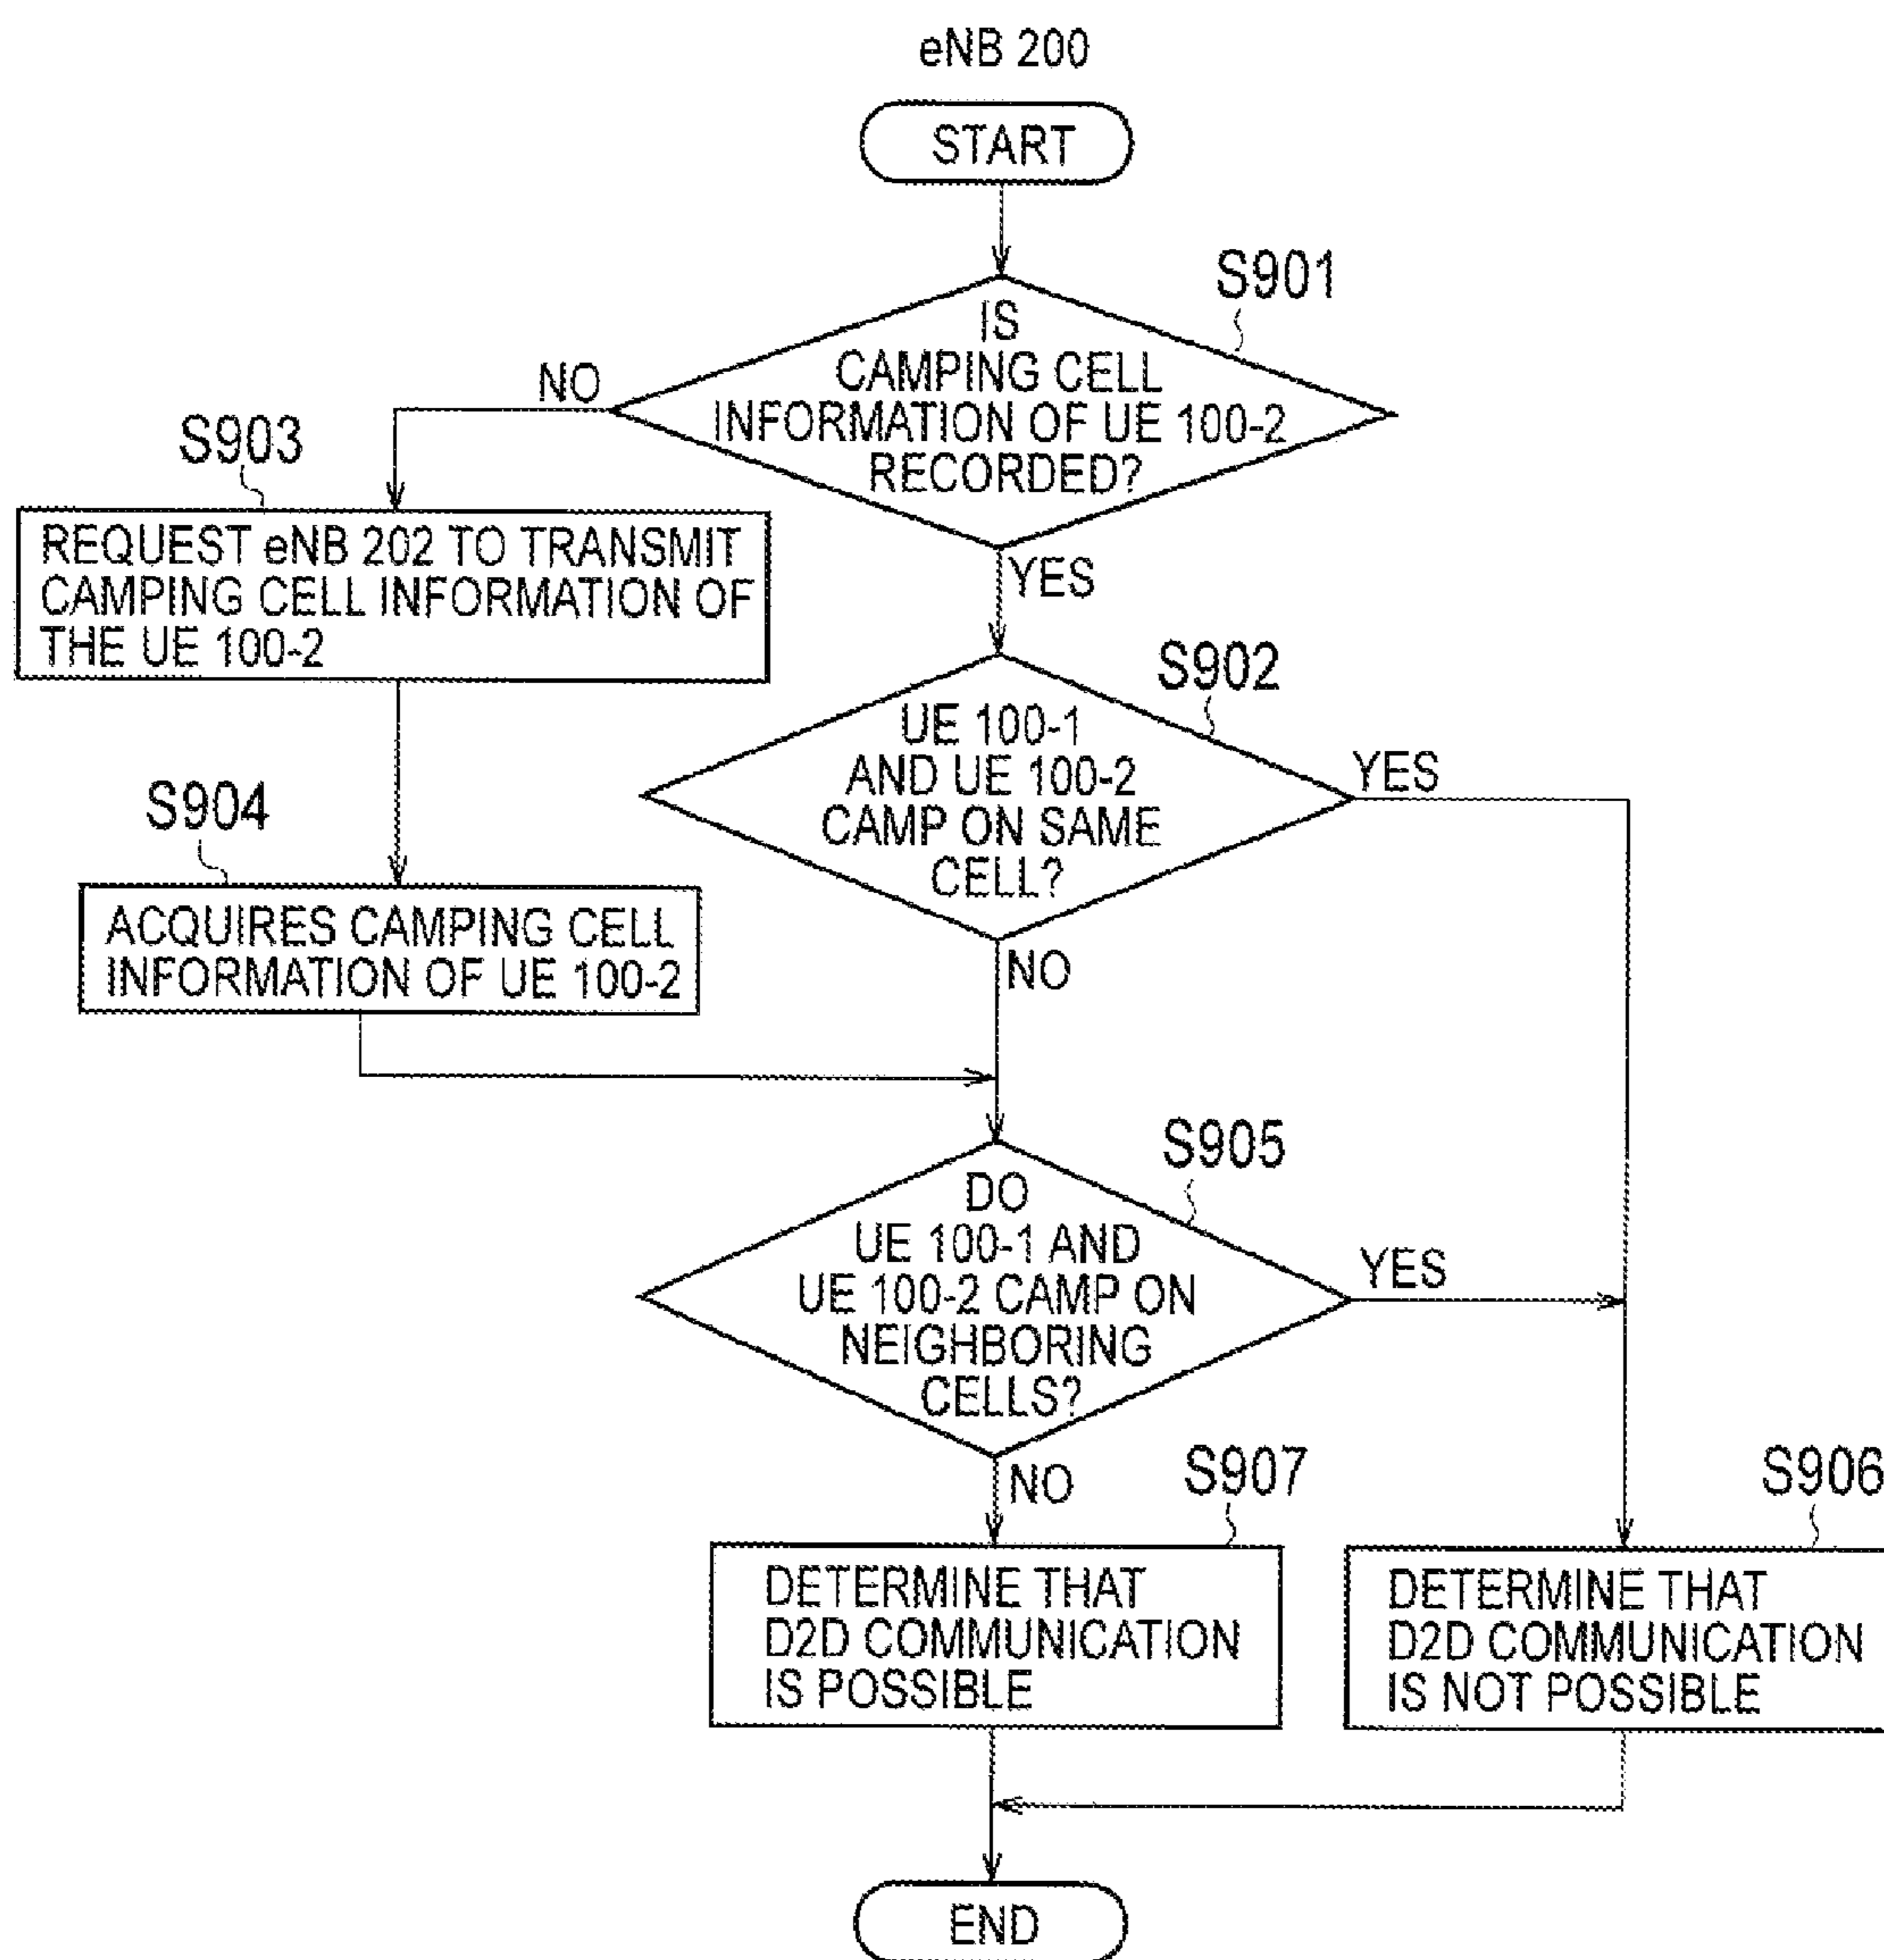 eNB 200
START
S901
IS
CAMPING CELL
INFORMATION OF UE 100-2
RECORDED?
NO
YES
S903
REQUEST eNB 202 TO TRANSMIT
CAMPING CELL INFORMATION OF
THE UE 100-2
S902
UE 100-1
AND UE 100-2
CAMP ON SAME
CELL?
YES
NO
S904
ACQUIRES CAMPING CELL
INFORMATION OF UE 100-2
S905
DO
UE 100-1 AND
UE 100-2 CAMP ON
NEIGHBORING
CELLS?
YES
NO
S907
DETERMINE THAT
D2D COMMUNICATION
IS POSSIBLE
S906
DETERMINE THAT
D2D COMMUNICATION
IS NOT POSSIBLE
END